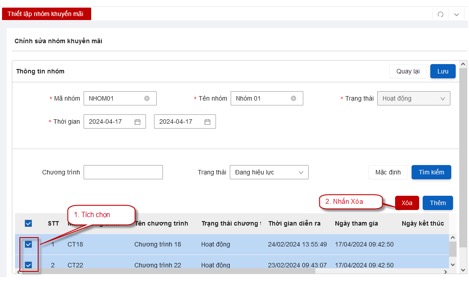 Thiết lập nhóm khuyến mãi
Chỉnh sửa nhóm khuyến mãi
Thông tin nhóm
Quay lại
Lưu
* Mã nhóm
NHOM01
* Tên nhóm
Nhóm 01
* Trạng thái
Hoạt động
* Thời gian
2024-04-17
2024-04-17
Chương trình
Trạng thái
Đang hiệu lực
Mặc định
Tìm kiếm
1. Tích chọn
2. Nhấn Xóa
Xóa
Thêm
STT
Tên chương trình
Trạng thái chương
Thời gian diễn ra
Ngày tham gia
Ngày kết thúc
1 CT18 Chương trình 18 Hoạt động 24/02/2024 13:55:49 17/04/2024 09:42:50
2 CT22 Chương trình 22 Hoạt động 23/02/2024 09:43:07 17/04/2024 09:42:50